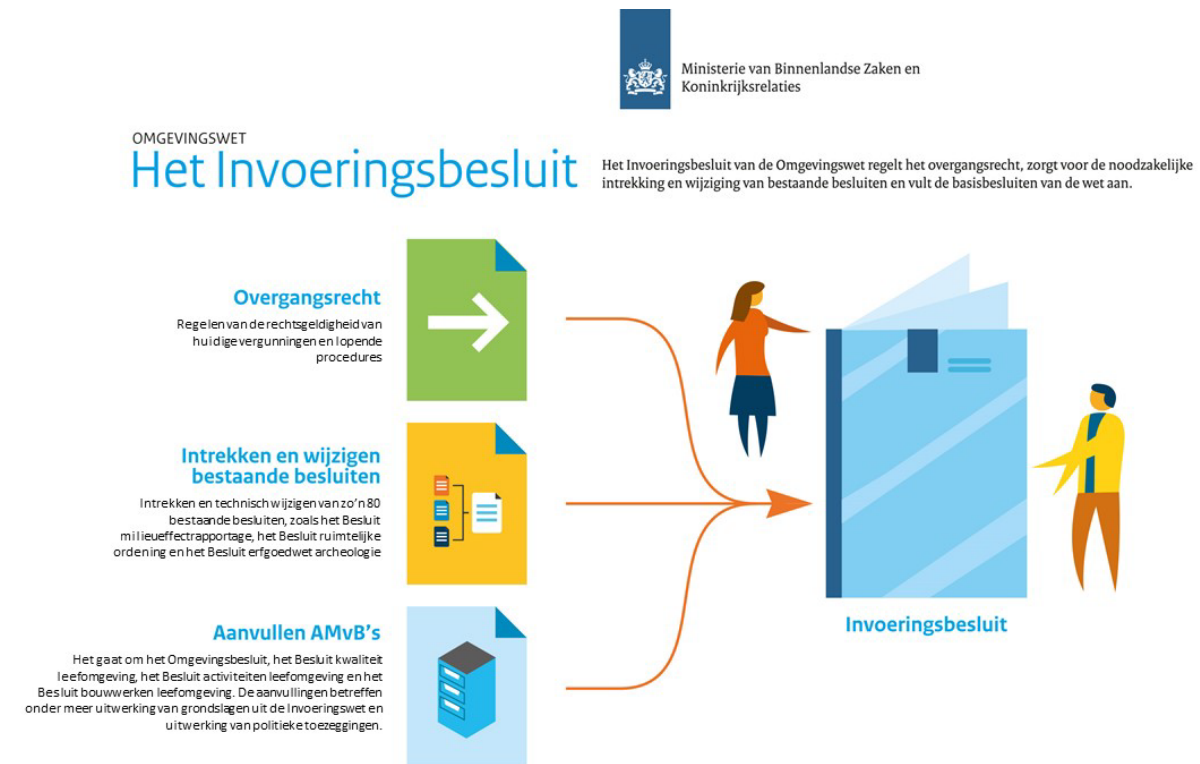 Ministerie van Binnenlandse Zaken en
Koninkrijksrelaties
OMGEVINGSWET
Het Invoeringsbesluit
Het Invoeringsbesluit van de Omgevingswet regelt het overgangsrecht, zorgt voor de noodzakelijke
intrekking en wijziging van bestaande besluiten en vult de basisbesluiten van de wet aan.
Overgangsrecht
Regelen van de rechtsgeldigheid van
huidige vergunningen en lopende
procedures
Intrekken en wijzigen
bestaande besluiten
Intrekken en technisch wijzigen van zo'n 80
bestaande besluiten, zoals het Besluit
milieueffectrapportage, het Besluit ruimtelijke
ordening en het Besluit erfgoedwet archeologie
Aanvullen AMvB's
Het gaat om het Omgevingsbesluit, het Besluit kwaliteit
leefomgeving, het Besluit activiteiten leefomgeving en het
Besluit bouwwerken leefomgeving. De aanvullingen betreffen
onder meer uitwerking van grondslagen uit de Invoeringswet en
uitwerking van politieke toezeggingen.
Invoeringsbesluit